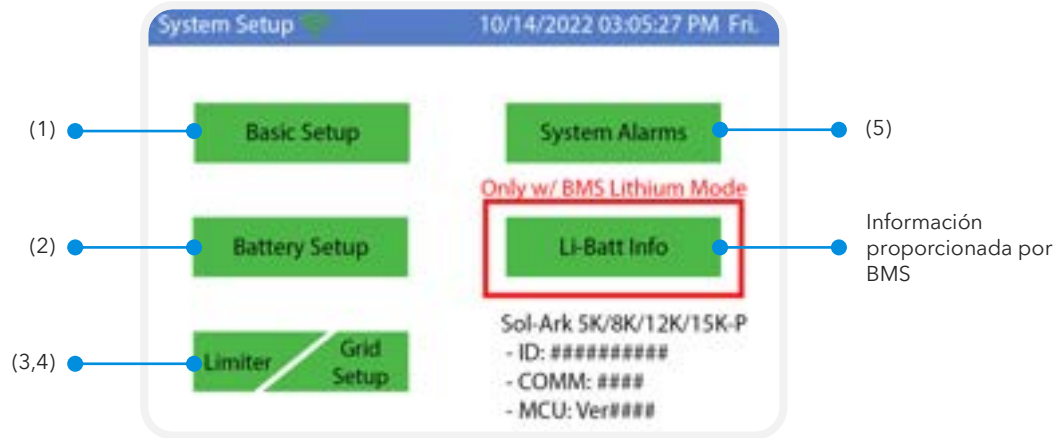 System Setup 10/14/2022 03:05:27 PM Fri.
(1) Basic Setup System Alarms (5)
Only w/ BMS Lithium Mode
(2) Battery Setup Li-Batt Info
Información
proporcionada por
BMS
(3,4) Limiter Grid
Setup
Sol-Ark 5K/8K/12K/15K-P
- ID: ##########
- COMM: ####
- MCU: Ver####